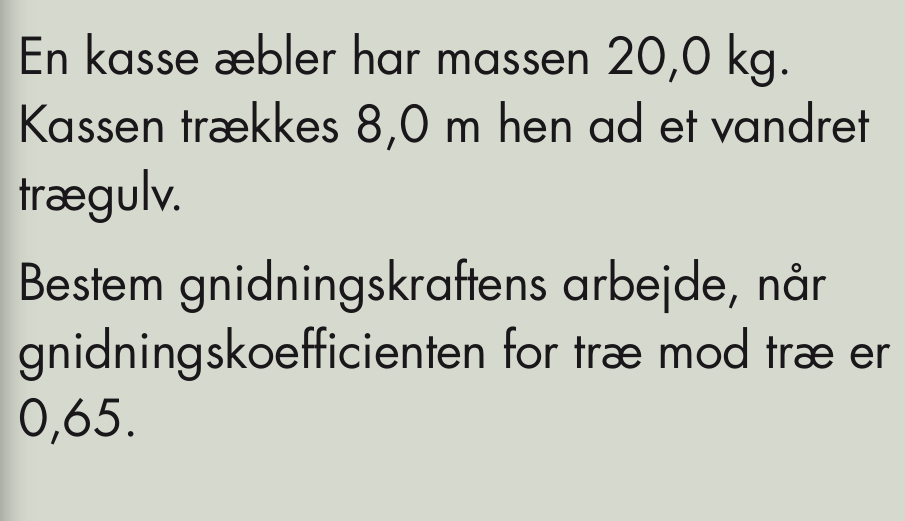 En kasse æbler har massen 20,0 kg.
Kassen trækkes 8,0 m hen ad et vandret
trægulv.
Bestem gnidningskraftens arbejde, når
gnidningskoefficienten for træ mod træ er
0,65.